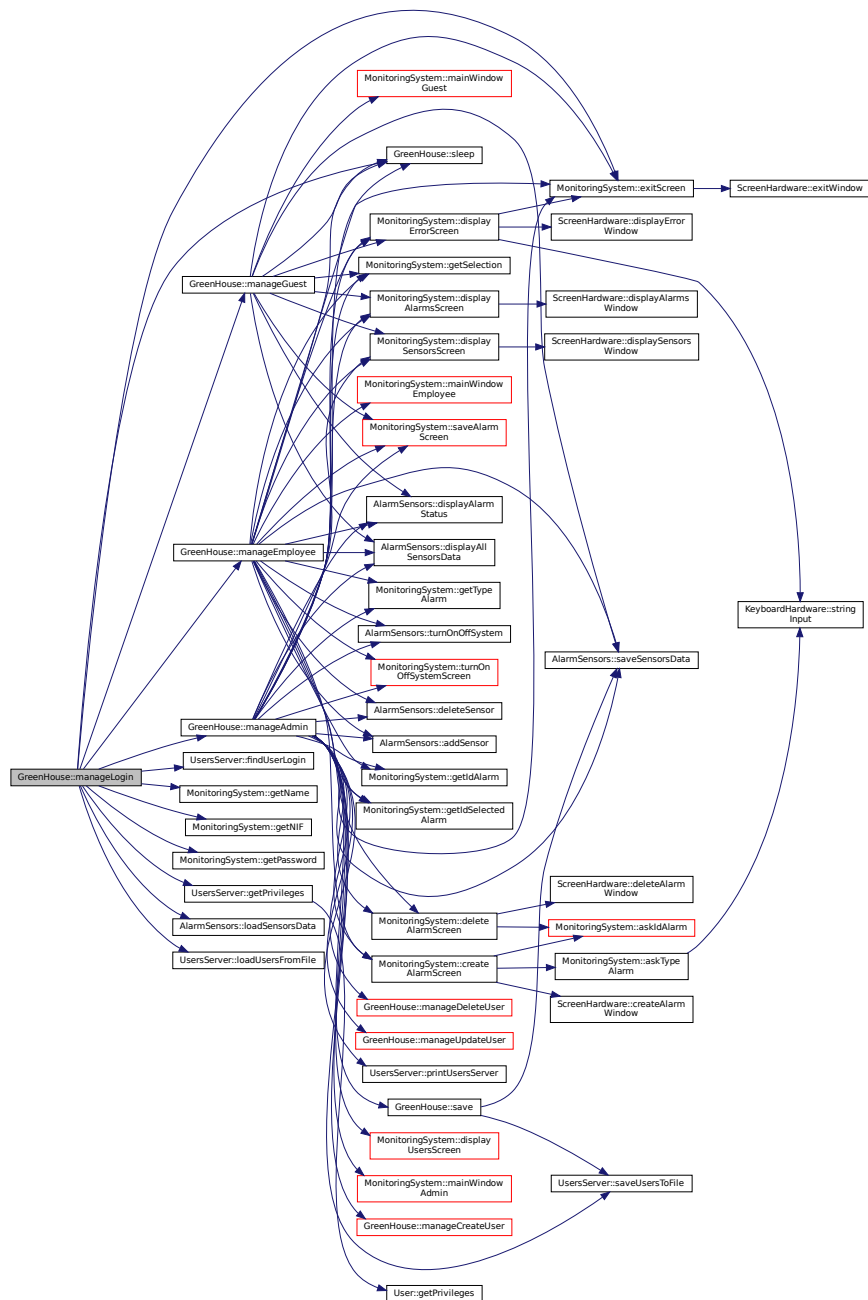 MonitoringSystem::mainWindow
Guest
GreenHouse::sleep
MonitoringSystem::exitScreen
ScreenHardware::exitWindow
MonitoringSystem::display
ErrorScreen
ScreenHardware::displayError
Window
MonitoringSystem::getSelection
GreenHouse::manageGuest
MonitoringSystem::display
AlarmsScreen
ScreenHardware::displayAlarms
Window
MonitoringSystem::display
SensorsScreen
ScreenHardware::displaySensors
Window
MonitoringSystem::mainWindow
Employee
MonitoringSystem::saveAlarm
Screen
AlarmSensors::displayAlarm
Status
GreenHouse::manageEmployee
AlarmSensors::displayAll
SensorsData
MonitoringSystem::getType
Alarm
KeyboardHardware::string
Input
AlarmSensors::turnOnOffSystem
AlarmSensors::saveSensorsData
MonitoringSystem::turnOn
OffSystemScreen
AlarmSensors::deleteSensor
GreenHouse::manageAdmin
AlarmSensors::addSensor
UsersServer::findUserLogin
GreenHouse::manageLogin
MonitoringSystem::getIdAlarm
MonitoringSystem::getName
MonitoringSystem::getIdSelected
Alarm
MonitoringSystem::getNIF
MonitoringSystem::getPassword
UsersServer::getPrivileges
ScreenHardware::deleteAlarm
Window
AlarmSensors::loadSensorsData
MonitoringSystem::delete
AlarmScreen
MonitoringSystem::askIdAlarm
UsersServer::loadUsersFromFile
MonitoringSystem::create
AlarmScreen
MonitoringSystem::askType
Alarm
GreenHouse::manageDeleteUser
ScreenHardware::createAlarm
Window
GreenHouse::manageUpdateUser
UsersServer::printUsersServer
GreenHouse::save
MonitoringSystem::display
UsersScreen
MonitoringSystem::mainWindow
Admin
UsersServer::saveUsersToFile
GreenHouse::manageCreateUser
User::getPrivileges